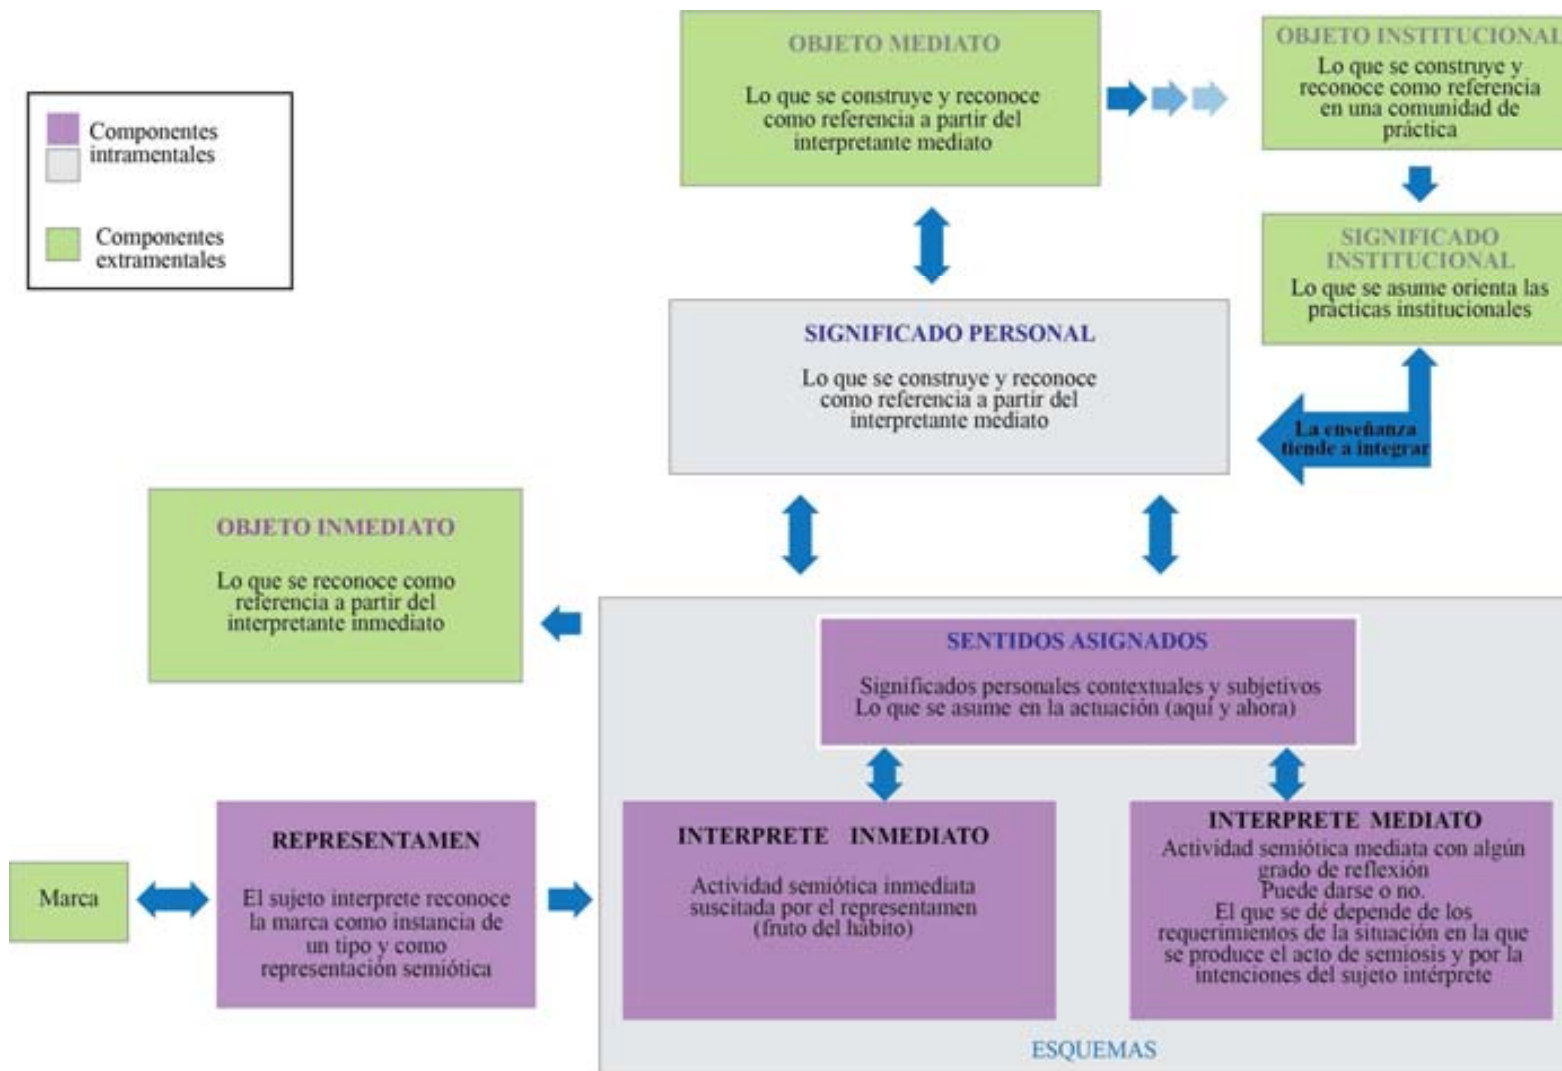 Componentes
intramentales
Componentes
extramentales
OBJETO MEDIATO
Lo que se construye y reconoce
como referencia a partir del
interpretante mediato
OBJETO INSTITUCIONAL
Lo que se construye y
reconoce como referencia
en una comunidad de
práctica
SIGNIFICADO
INSTITUCIONAL
Lo que se asume orienta las
prácticas institucionales
SIGNIFICADO PERSONAL
Lo que se construye y reconoce
como referencia a partir del
interpretante mediato
La enseñanza
tiende a integrar
OBJETO INMEDIATO
Lo que se reconoce como
referencia a partir del
interpretante inmediato
SENTIDOS ASIGNADOS
Significados personales contextuales y subjetivos
Lo que se asume en la actuación (aquí y ahora)
Marca
REPRESENTAMEN
El sujeto interprete reconoce
la marca como instancia de
un tipo y como
representación semiótica
INTERPRETE INMEDIATO
Actividad semiótica inmediata
suscitada por el representamen
(fruto del hábito)
INTERPRETE MEDIATO
Actividad semiótica mediata con algún
grado de reflexión
Puede darse o no.
El que se dé depende de los
requerimientos de la situación en la que
se produce el acto de semiosis y por la
intenciones del sujeto intérprete
ESQUEMAS